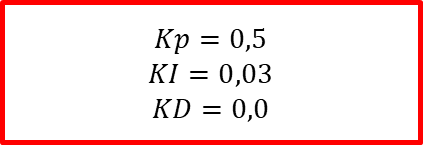 Kp = 0,5
KI = 0,03
KD = 0,0